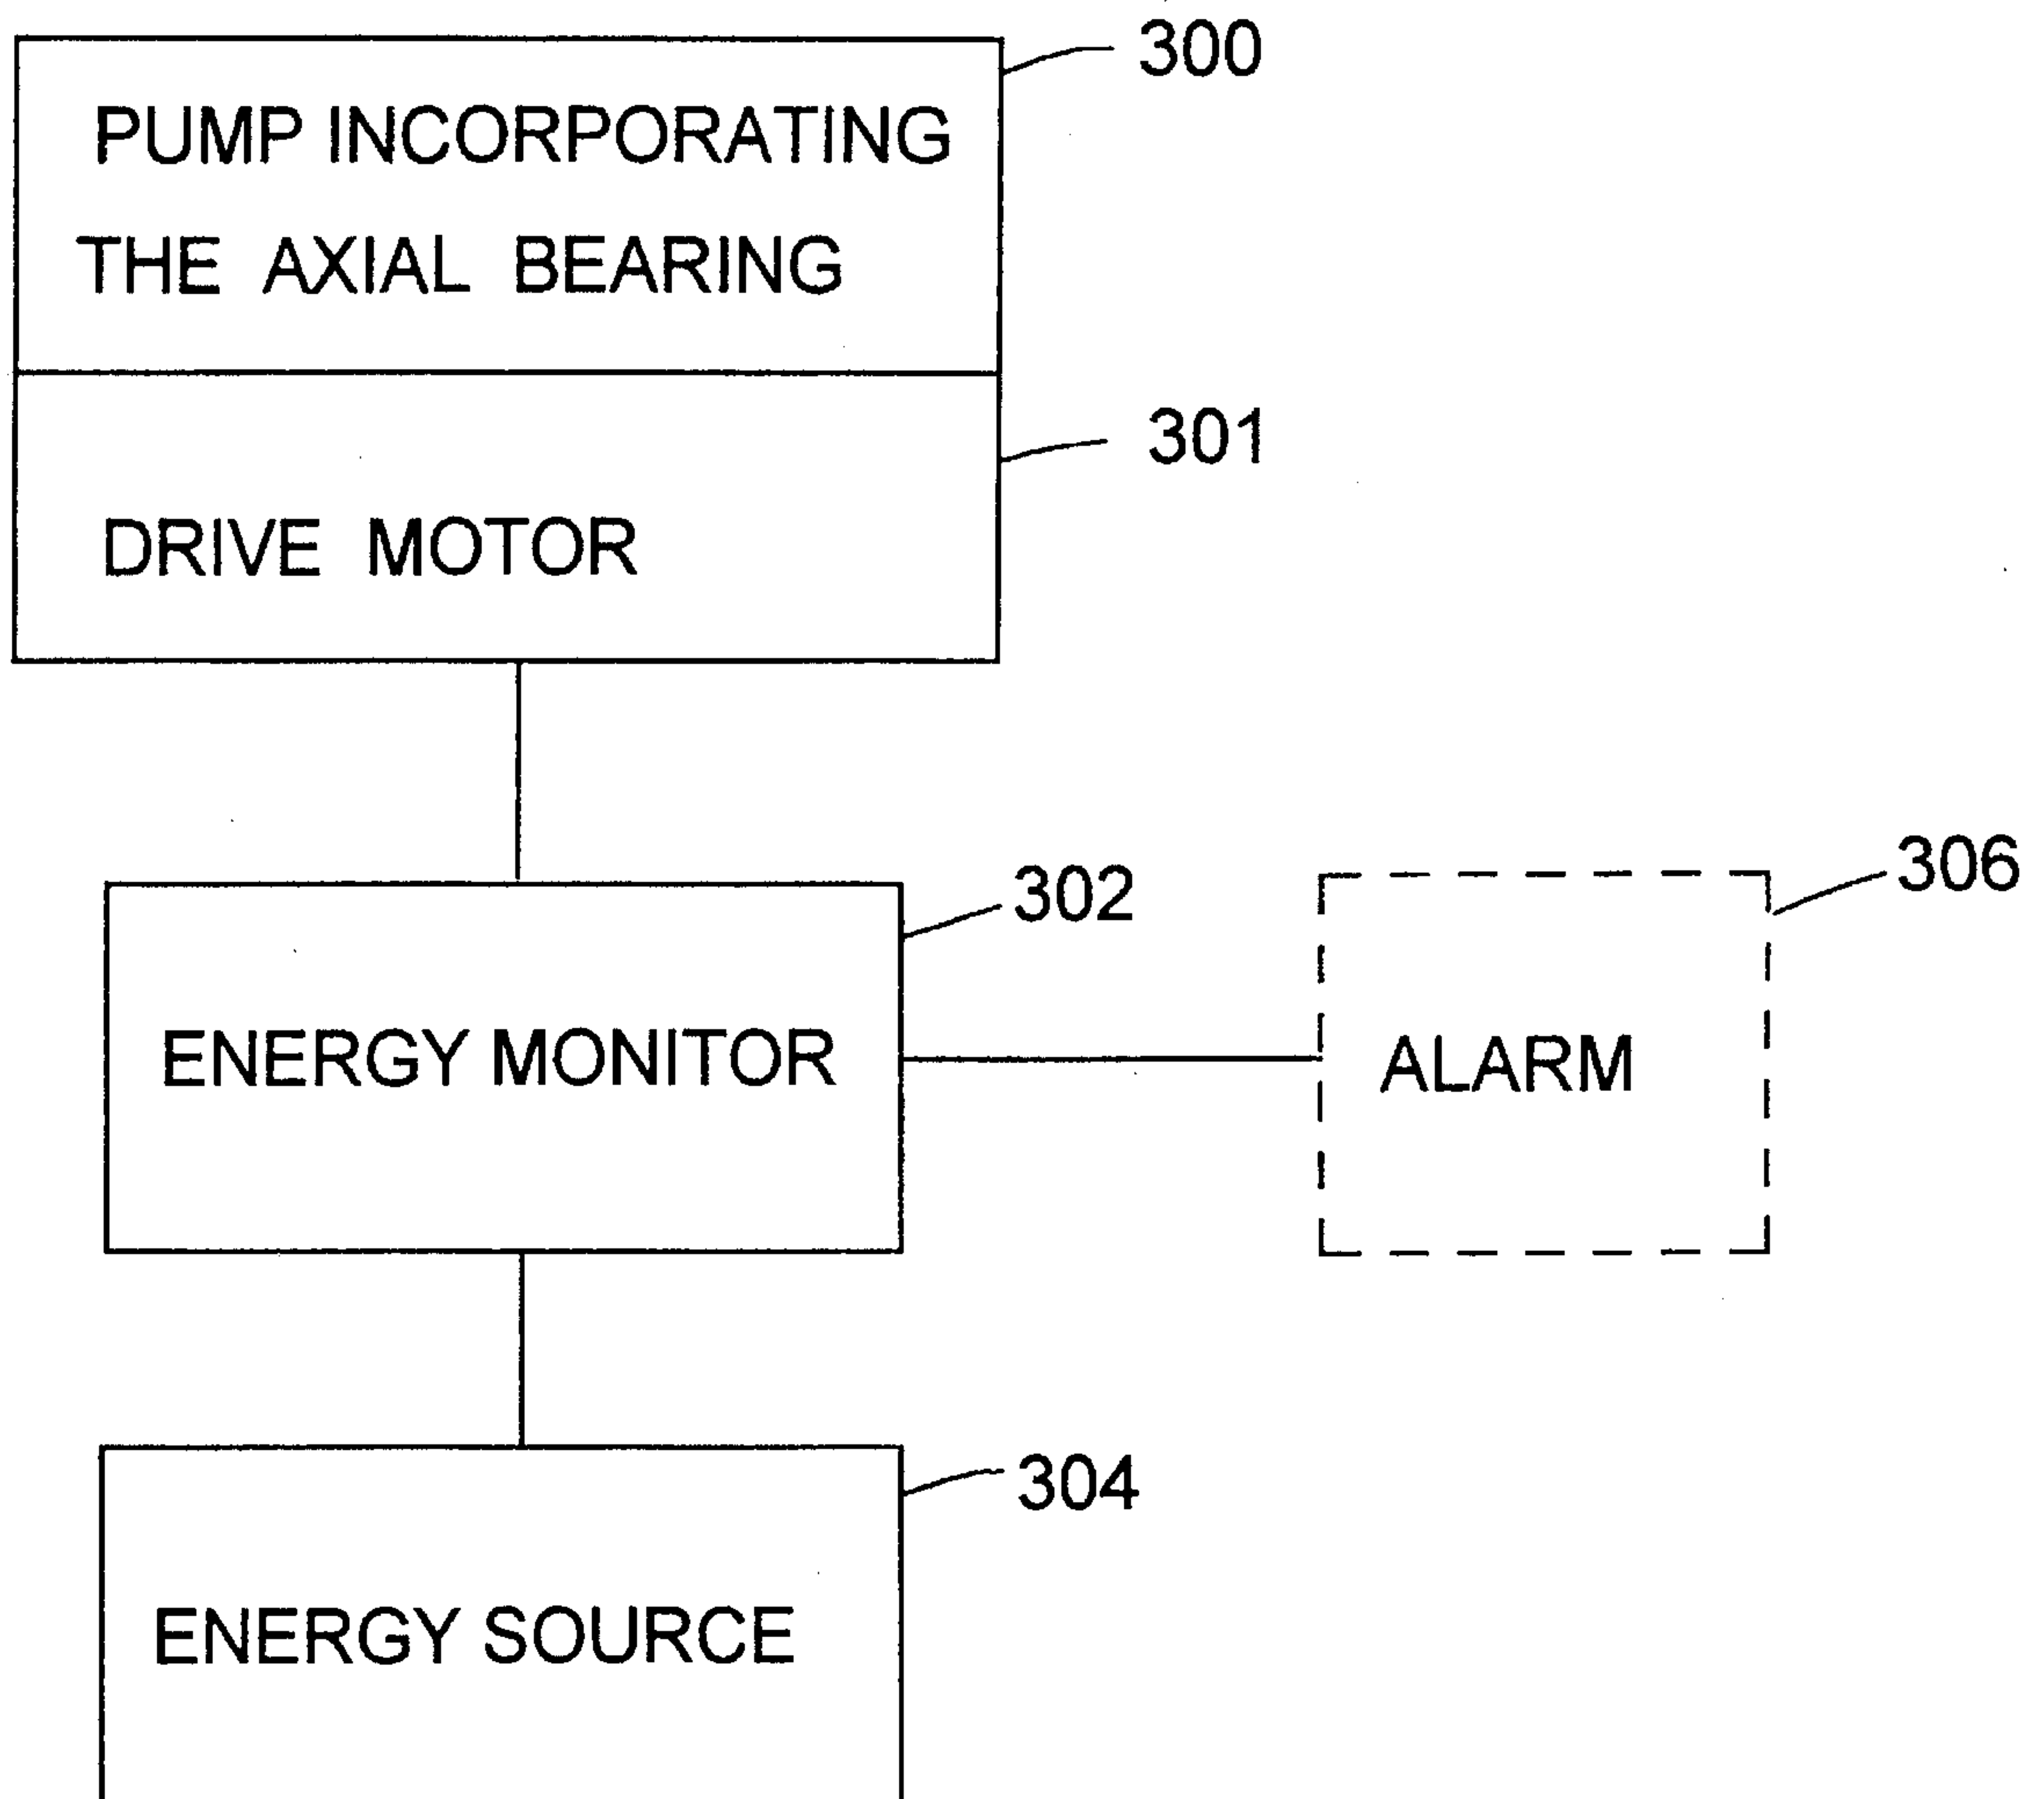 300
PUMP INCORPORATING
THE AXIAL BEARING
301
DRIVE MOTOR
302
306
ENERGY MONITOR
ALARM
304
ENERGY SOURCE